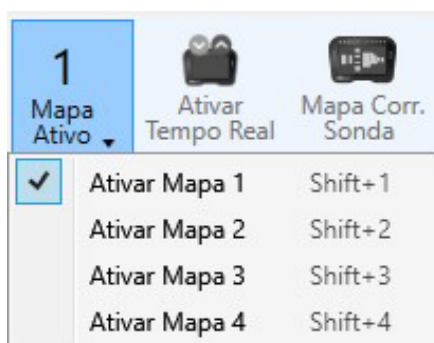 1
Mapa
Ativo
Ativar
Tempo Real
Mapa Corr.
Sonda
Ativar Mapa 1 Shift+1
Ativar Mapa 2 Shift+2
Ativar Mapa 3 Shift+3
Ativar Mapa 4 Shift+4